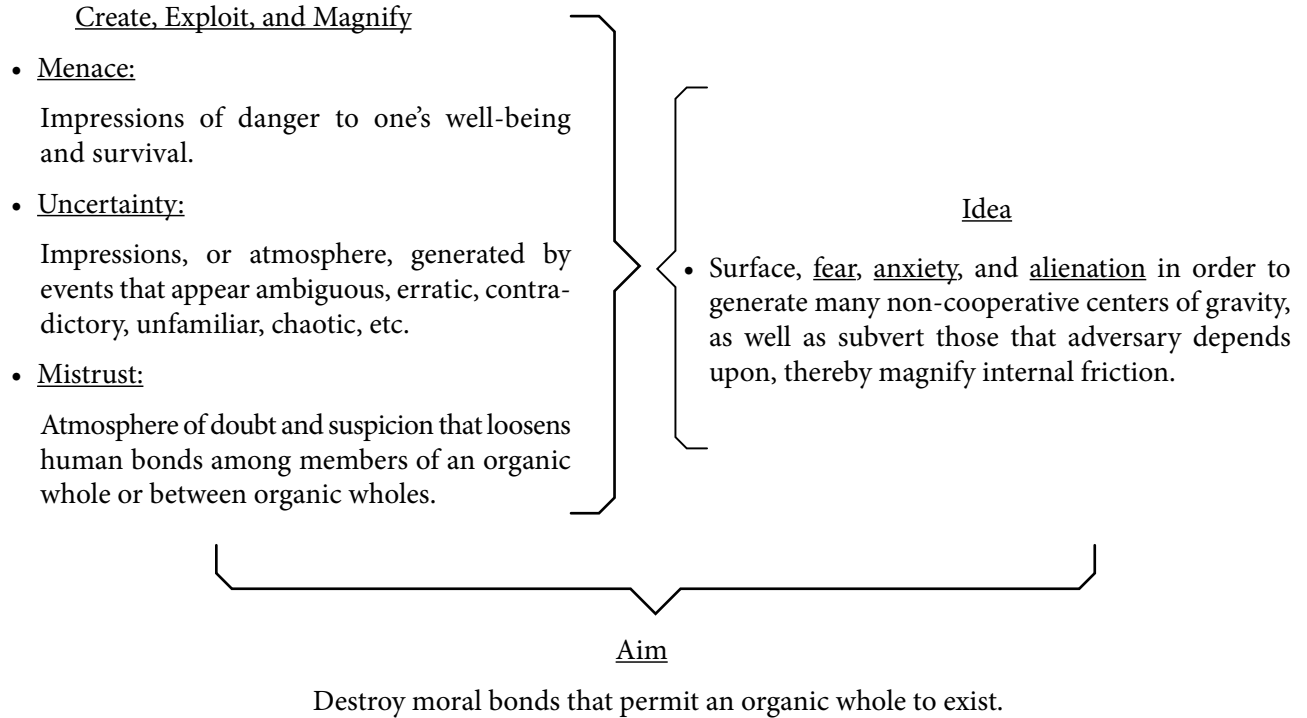 Create, Exploit, and Magnify
• Menace:
Impressions of danger to one’s well-being
and survival.
• Uncertainty:
Impressions, or atmosphere, generated by
events that appear ambiguous, erratic, contra-
dictory, unfamiliar, chaotic, etc.
• Mistrust:
Atmosphere of doubt and suspicion that loosens
human bonds among members of an organic
whole or between organic wholes.
Idea
• Surface, fear, anxiety, and alienation in order to
generate many non-cooperative centers of gravity,
as well as subvert those that adversary depends
upon, thereby magnify internal friction.
Aim
Destroy moral bonds that permit an organic whole to exist.